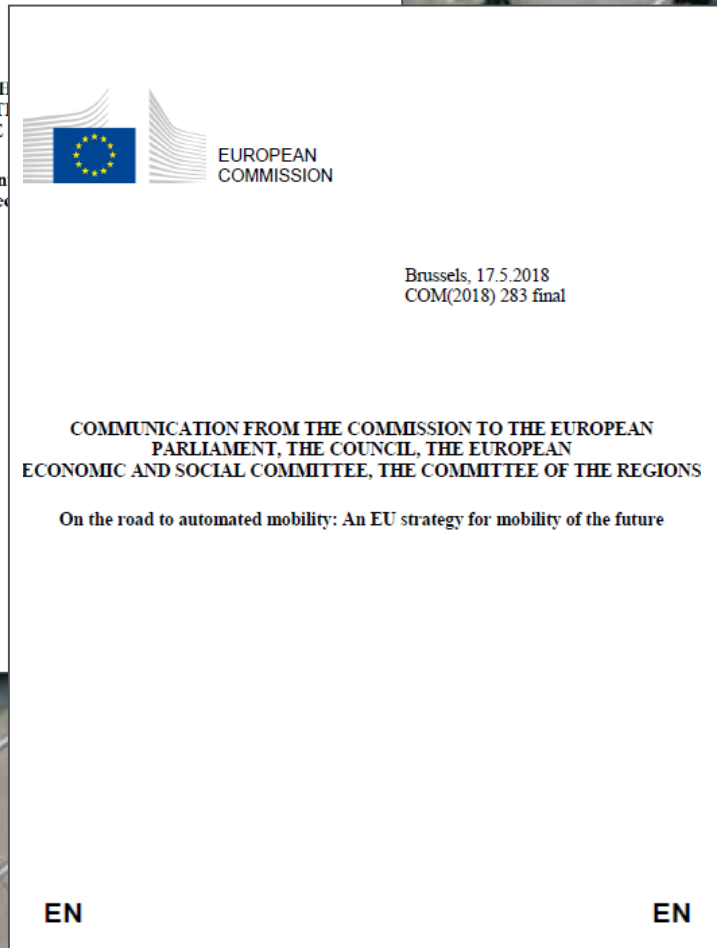 EUROPEAN
COMMISSION
Brussels, 17.5.2018
COM(2018) 283 final
COMMUNICATION FROM THE COMMISSION TO THE EUROPEAN
PARLIAMENT, THE COUNCIL, THE EUROPEAN
ECONOMIC AND SOCIAL COMMITTEE, THE COMMITTEE OF THE REGIONS
On the road to automated mobility: An EU strategy for mobility of the future
EN EN